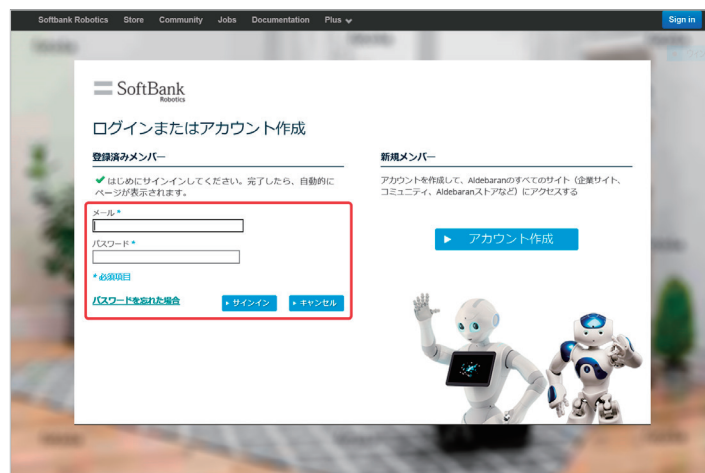 Softbank Robotics Store Community Jobs Documentation Plus Sign in
SoftBank
Robotics
ログインまたはアカウント作成
登録済みメンバー
はじめにサインインしてください。完了したら、自動的に
ページが表示されます。
メール *
パスワード *
* 必須項目
パスワードを忘れた場合 サインイン キャンセル
新規メンバー
アカウントを作成して、Aldebaranのすべてのサイト（企業サイト、
コミュニティ、Aldebaranストアなど）にアクセスする
アカウント作成